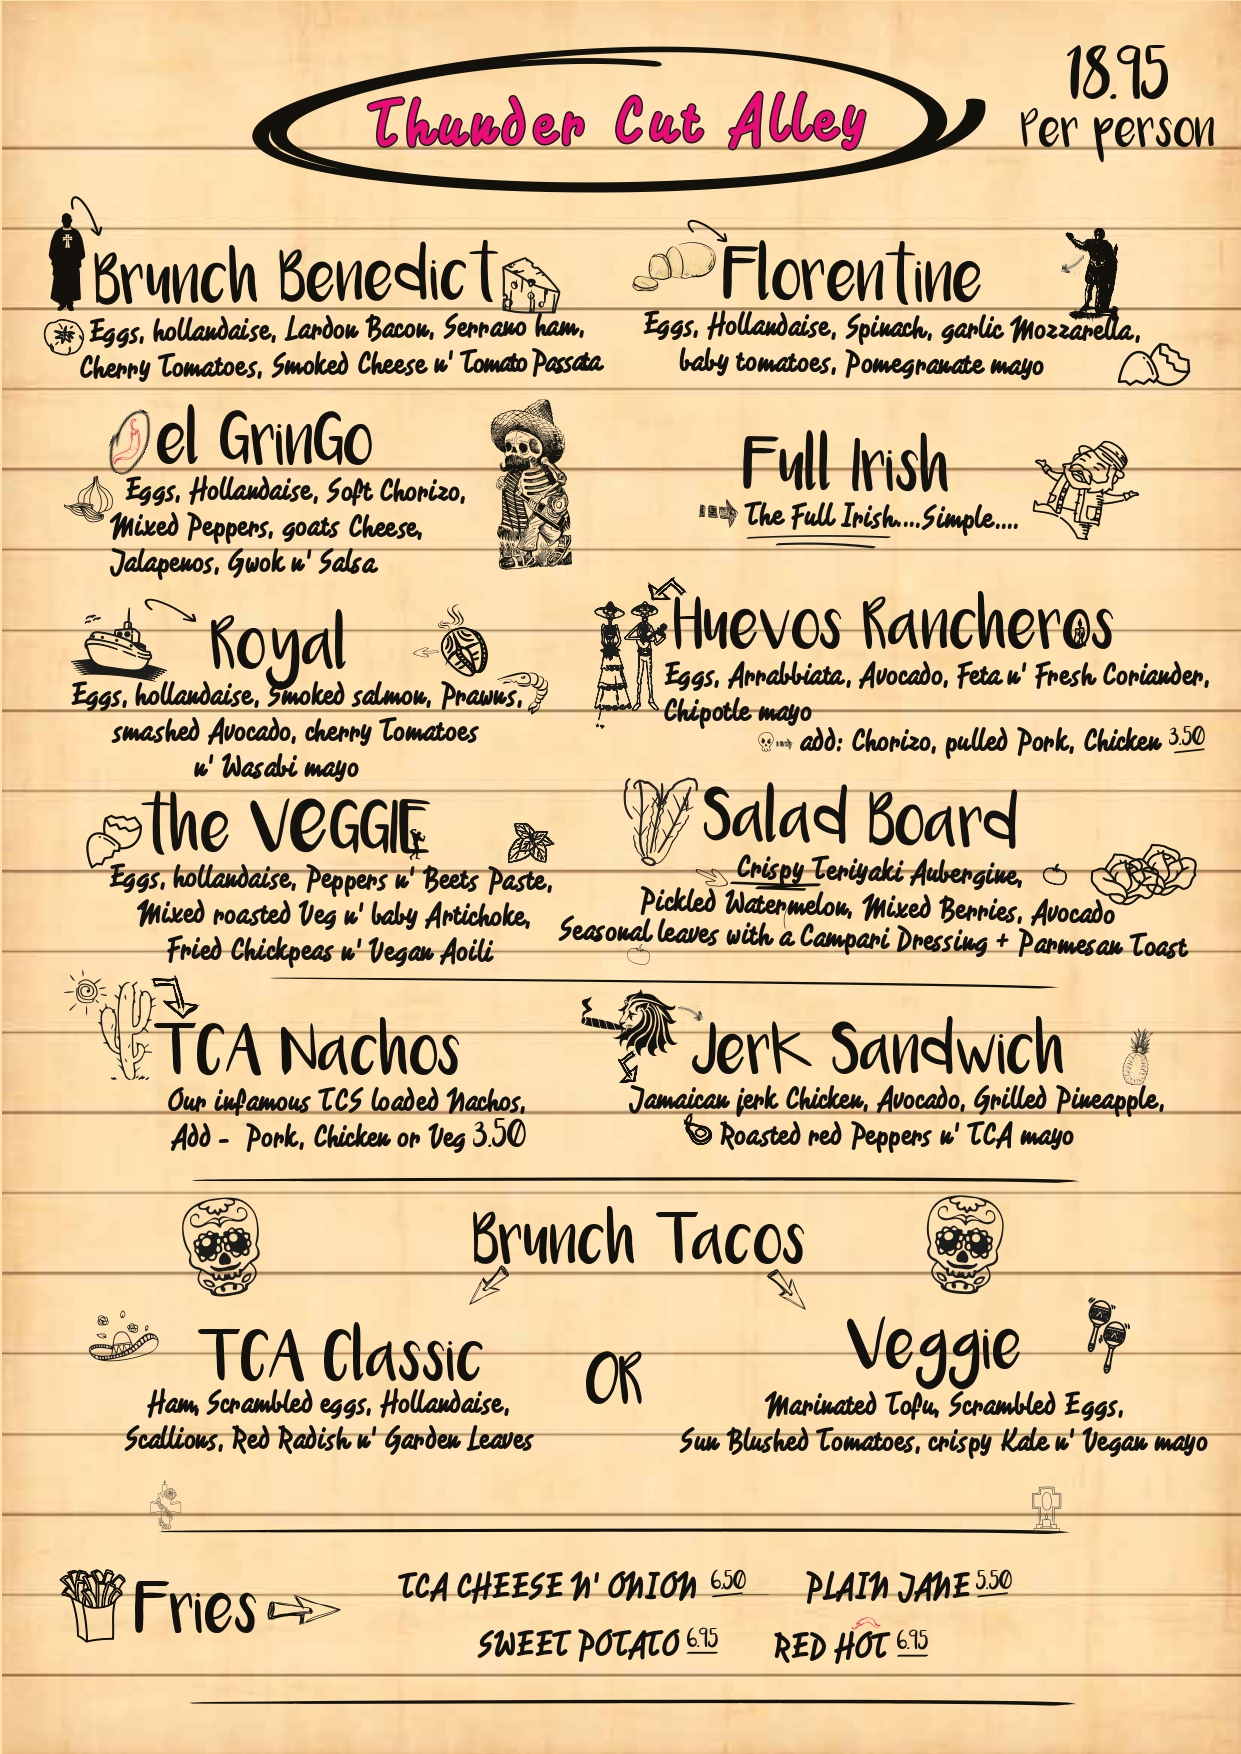 Thunder Cut Alley
18.95
Per person
Brunch Benedict
Eggs, hollandaise, Lardon Bacon, Serrano ham,
Cherry Tomatoes, Smoked Cheese n' Tomato Passata
Florentine
Eggs, Hollandaise, Spinach, garlic Mozzarella,
baby tomatoes, Pomegranate mayo
el GrinGo
Eggs, Hollandaise, Soft Chorizo,
Mixed Peppers, goats Cheese,
Jalapenos, Gwok n' Salsa
Full Irish
The Full Irish....Simple....
Royal
Eggs, hollandaise, Smoked salmon, Prawns,
smashed Avocado, cherry Tomatoes
n' Wasabi mayo
Huevos Rancheros
Eggs, Arrabbiata, Avocado, Feta n' Fresh Coriander,
Chipotle mayo
add: Chorizo, pulled Pork, Chicken 3.50
the VEGGIE
Eggs, hollandaise, Peppers n' Beets Paste,
Mixed roasted Veg n' baby Artichoke,
Fried Chickpeas n' Vegan Aoili
Salad Board
Crispy Teriyaki Aubergine,
Pickled Watermelon, Mixed Berries, Avocado
Seasonal leaves with a Campari Dressing + Parmesan Toast
TCA Nachos
Our infamous TCS loaded Nachos,
Add - Pork, Chicken or Veg 3.50
Jerk Sandwich
Jamaican jerk Chicken, Avocado, Grilled Pineapple,
Roasted red Peppers n' TCA mayo
Brunch Tacos
TCA Classic
Ham, Scrambled eggs, Hollandaise,
Scallions, Red Radish n' Garden Leaves
OR
Veggie
Marinated Tofu, Scrambled Eggs,
Sun Blushed Tomatoes, crispy Kale n' Vegan mayo
Fries
TCA CHEESE N' ONION 6.50
PLAIN JANE 5.50
SWEET POTATO 6.95
RED HOT 6.95